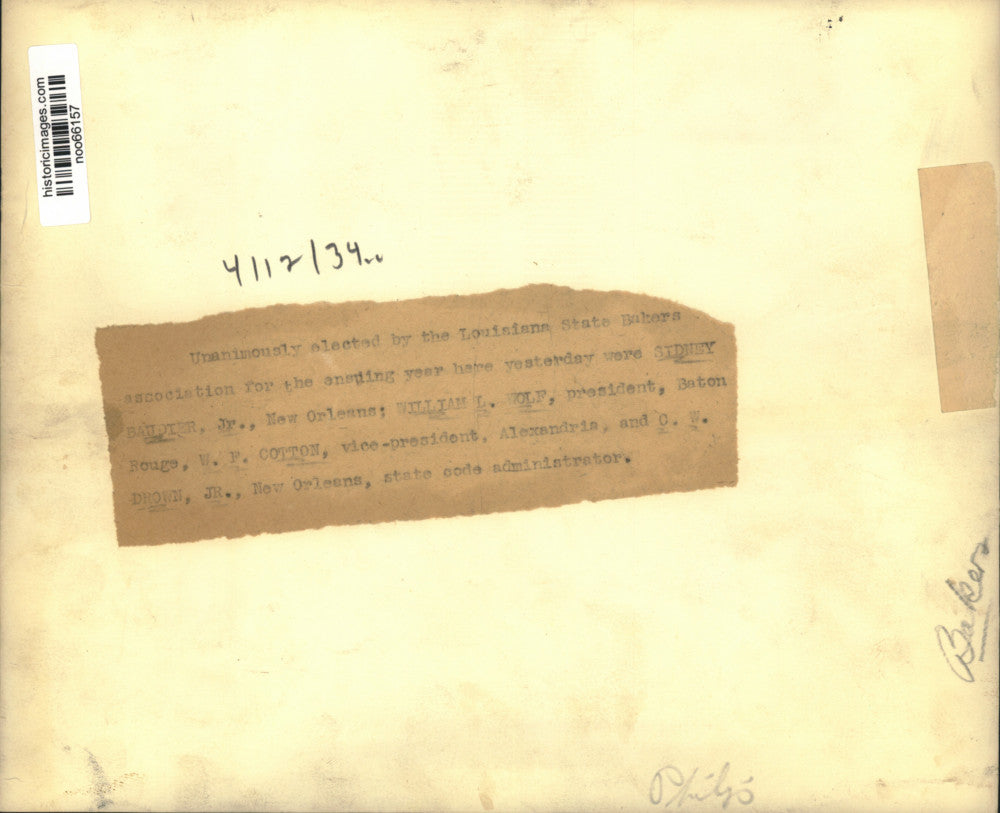 historicimages.com
noo66157
4/12/34
Unanimously elected by the Louisiana State Bakers
association for the ensuing year here yesterday were SIDNEY
BAUDIER, Jr., New Orleans; WILLIAM L. WOLF, president, Baton
Rouge, W. F. COTTON, vice-president, Alexandria, and C. W.
DROWN, JR., New Orleans, state code administrator.
Bakers